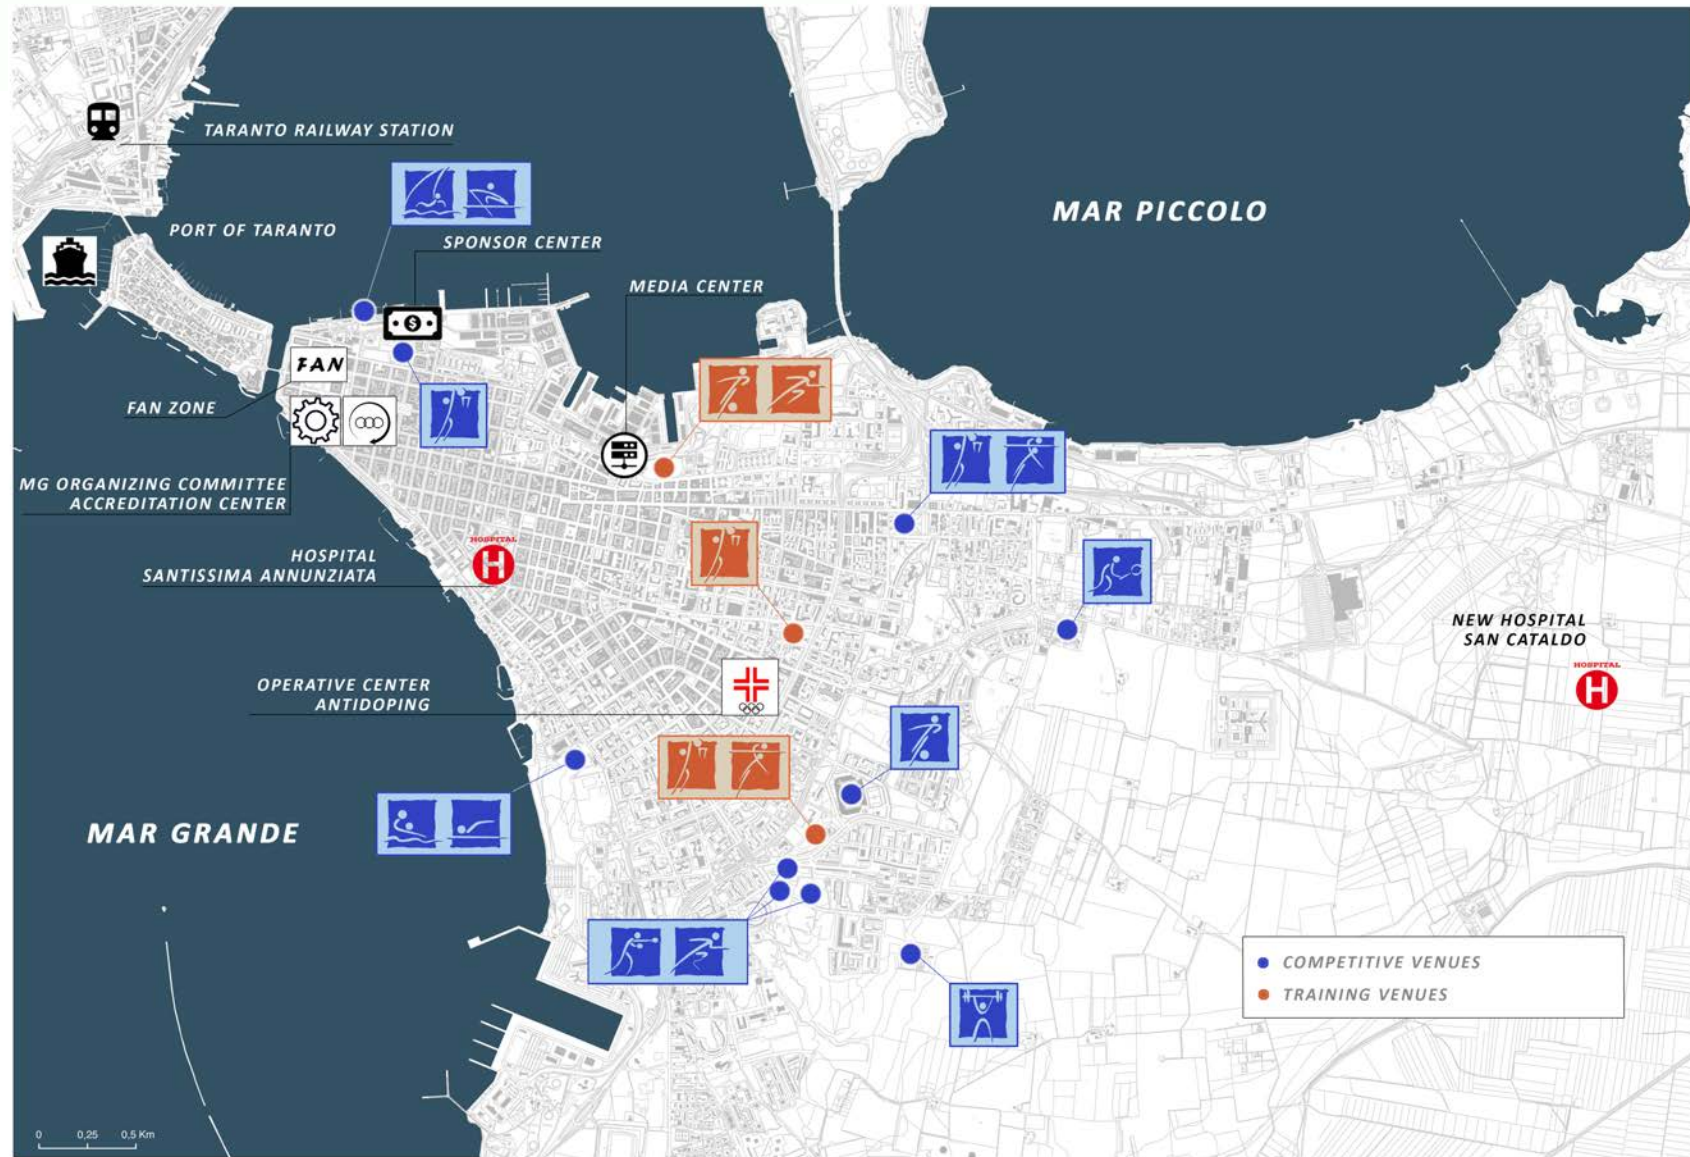 TARANTO RAILWAY STATION
MAR PICCOLO
PORT OF TARANTO
SPONSOR CENTER
$
MEDIA CENTER
FAN
FAN ZONE
MG ORGANIZING COMMITTEE
ACCREDITATION CENTER
HOSPITAL
H
HOSPITAL
SANTISSIMA ANNUNZIATA
NEW HOSPITAL
SAN CATALDO
HOSPITAL
H
OPERATIVE CENTER
ANTIDOPING
MAR GRANDE
COMPETITIVE VENUES
TRAINING VENUES
0 0,25 0,5 Km